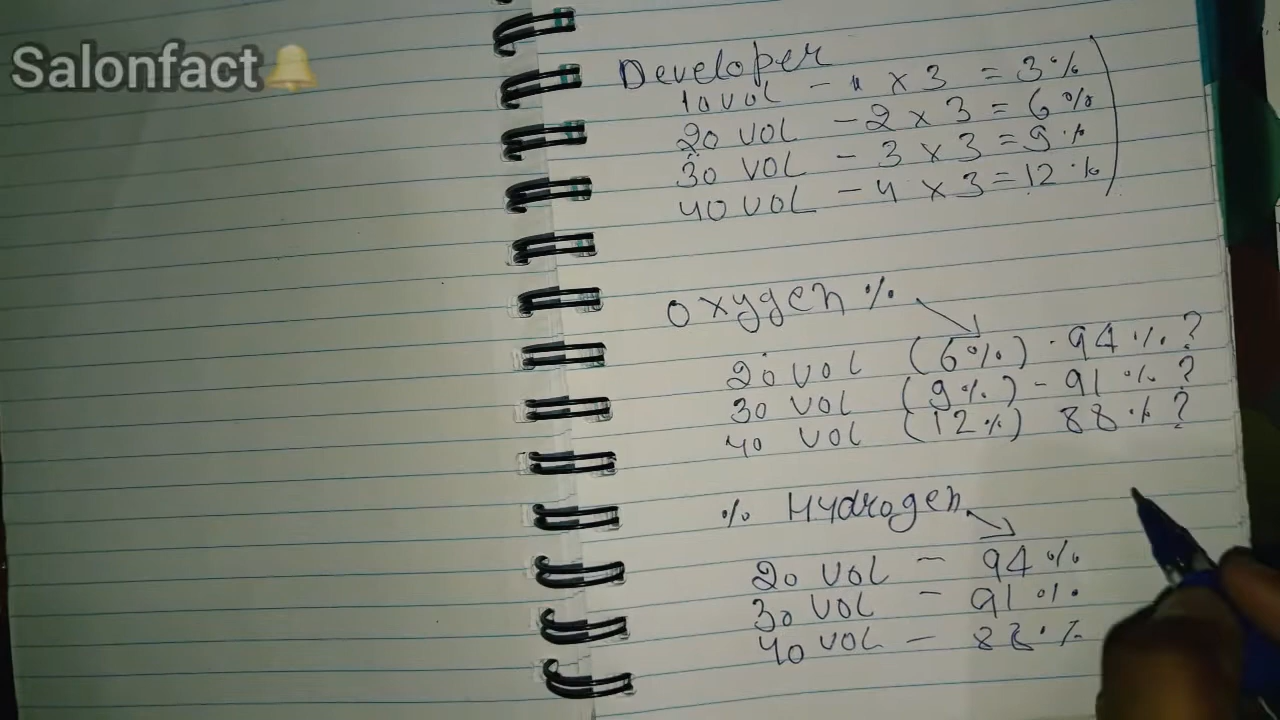 Salonfact🔔
Developer
10 VOL - 1 x 3 = 3%
20 VOL - 2 x 3 = 6%
30 VOL - 3 x 3 = 9%
40 VOL - 4 x 3 = 12%
Oxygen %
20 VOL (6%) - 94%?
30 VOL (9%) - 91%?
40 VOL (12%) 88%?
% Hydrogen
20 VOL - 94%
30 VOL - 91%
40 VOL - 88%